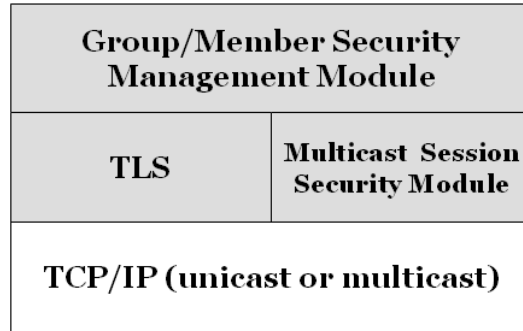 Group/Member Security
Management Module
TLS
Multicast Session
Security Module
TCP/IP (unicast or multicast)